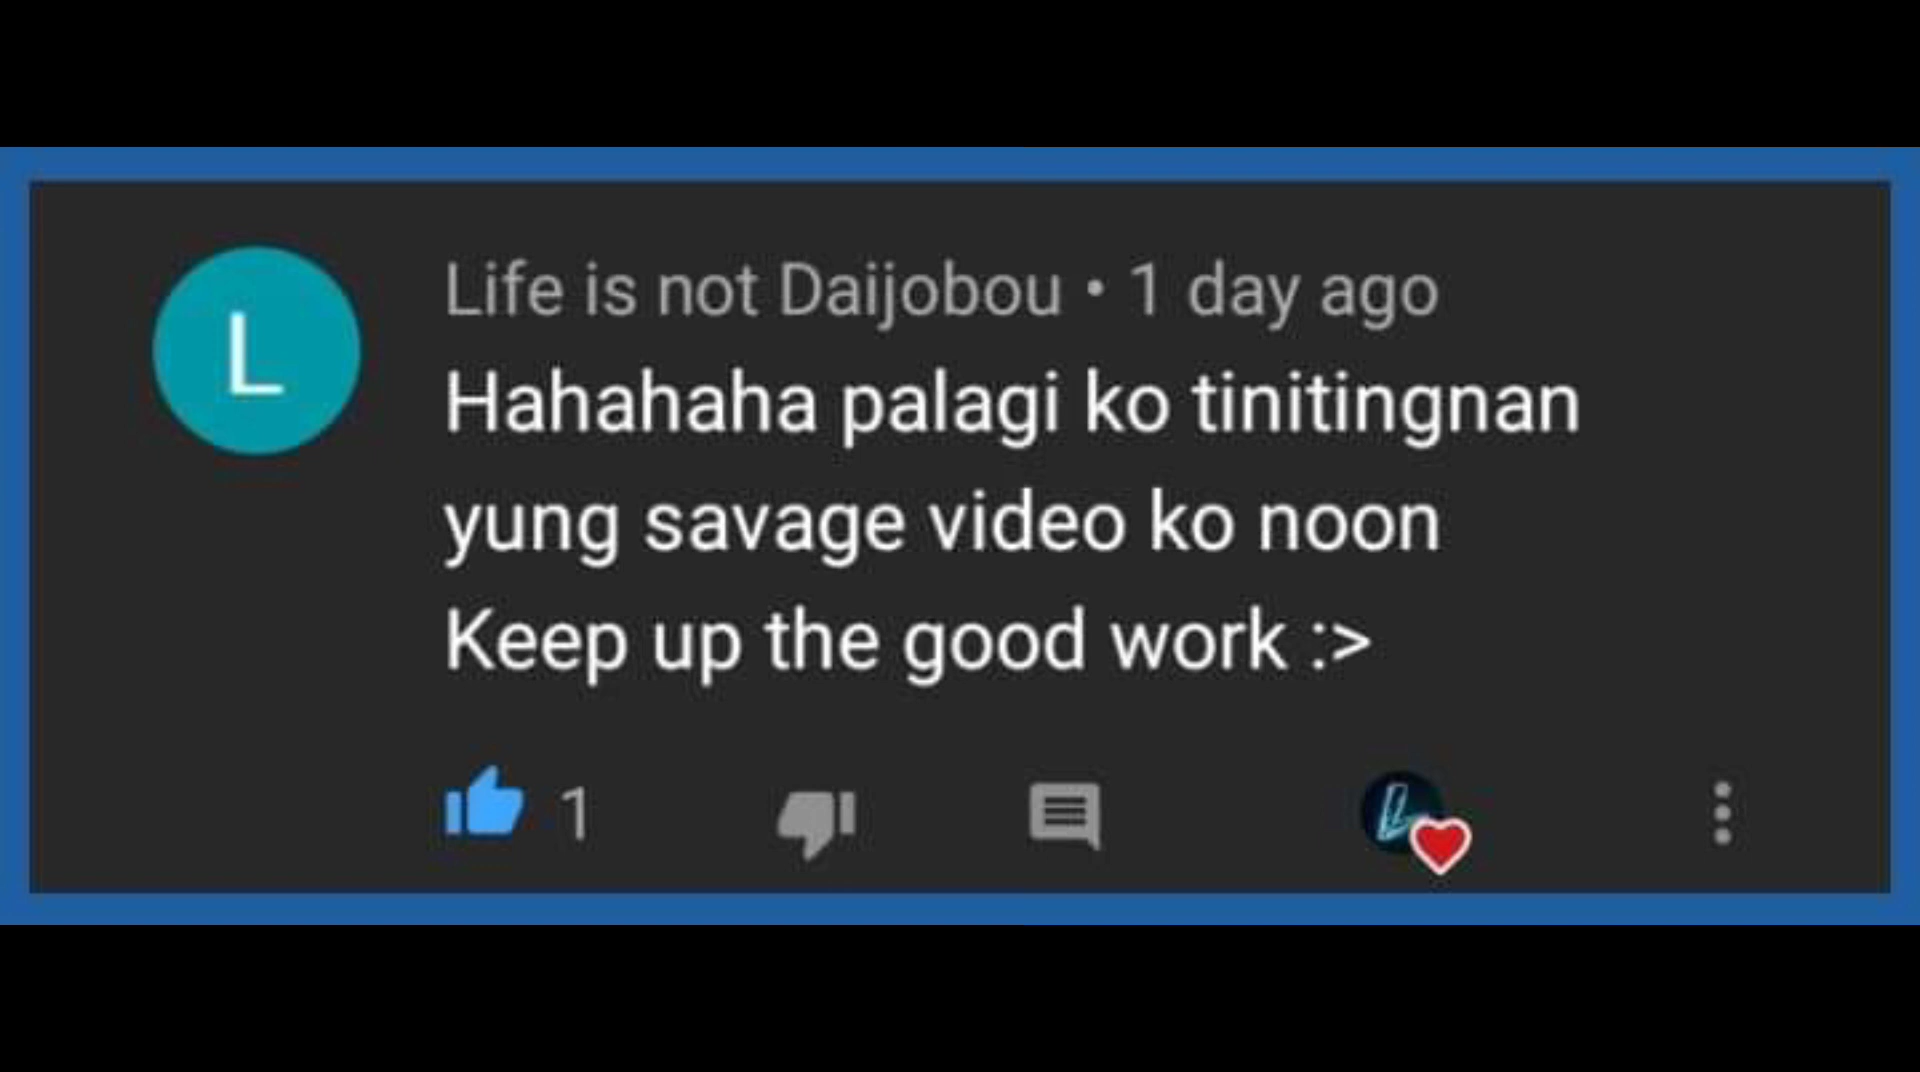 L
Life is not Daijobou • 1 day ago
Hahahaha palagi ko tinitingnan
yung savage video ko noon
Keep up the good work :>
1
L